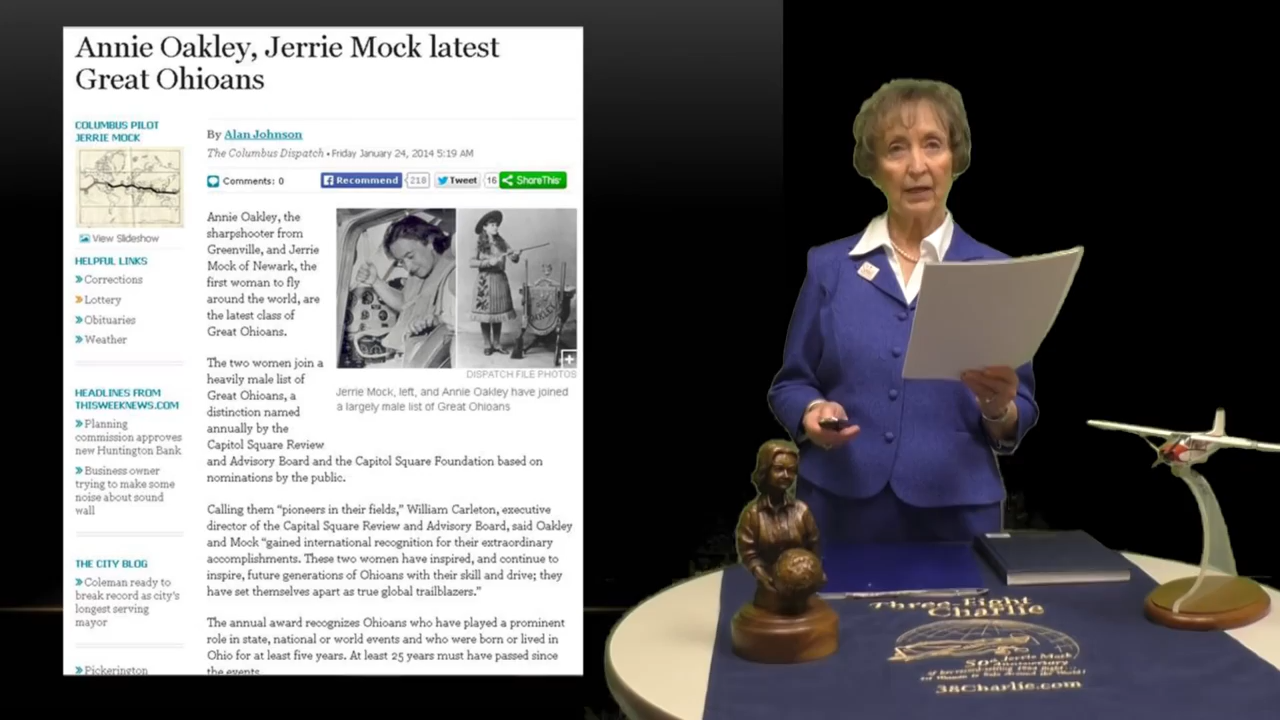 Annie Oakley, Jerrie Mock latest
Great Ohioans
COLUMBUS PILOT
JERRIE MOCK
View Slideshow
HELPFUL LINKS
Corrections
Lottery
Obituaries
Weather
HEADLINES FROM
THISWEEKNEWS.COM
Planning
commission approves
new Huntington Bank
Business owner
trying to make some
noise about sound
wall
THE CITY BLOG
Coleman ready to
break record as city's
longest serving
mayor
Pickerington
By Alan Johnson
The Columbus Dispatch • Friday January 24, 2014 5:19 AM
Comments: 0 Recommend 218 Tweet 16 ShareThis
Annie Oakley, the
sharpshooter from
Greenville, and Jerrie
Mock of Newark, the
first woman to fly
around the world, are
the latest class of
Great Ohioans.
DISPATCH FILE PHOTOS
Jerrie Mock, left, and Annie Oakley have joined
a largely male list of Great Ohioans
The two women join a
heavily male list of
Great Ohioans, a
distinction named
annually by the
Capitol Square Review
and Advisory Board and the Capitol Square Foundation based on
nominations by the public.
Calling them “pioneers in their fields,” William Carleton, executive
director of the Capital Square Review and Advisory Board, said Oakley
and Mock “gained international recognition for their extraordinary
accomplishments. These two women have inspired, and continue to
inspire, future generations of Ohioans with their skill and drive; they
have set themselves apart as true global trailblazers.”
The annual award recognizes Ohioans who have played a prominent
role in state, national or world events and who were born or lived in
Ohio for at least five years. At least 25 years must have passed since
the events
OAKLEY
Three-Eight
Charlie
Jerrie Mock
50th Anniversary
38Charlie.com